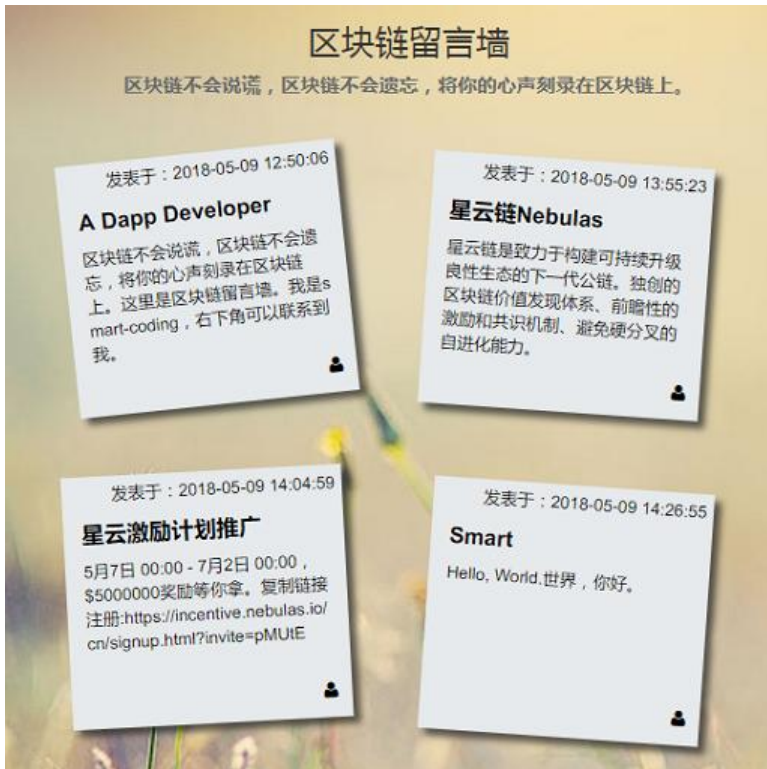 区块链留言墙
区块链不会说谎，区块链不会遗忘，将你的心声刻录在区块链上。
发表于：2018-05-09 12:50:06
A Dapp Developer
区块链不会说谎，区块链不会遗
忘，将你的心声刻录在区块链
上。这里是区块链留言墙。我是s
mart-coding，右下角可以联系到
我。
发表于：2018-05-09 13:55:23
星云链Nebulas
星云链是致力于构建可持续升级
良性生态的下一代公链。独创的
区块链价值发现体系、前瞻性的
激励和共识机制、避免硬分叉的
自进化能力。
发表于：2018-05-09 14:04:59
星云激励计划推广
5月7日 00:00 - 7月2日 00:00，
$5000000奖励等你拿。复制链接
注册:https://incentive.nebulas.io/
cn/signup.html?invite=pMUtE
发表于：2018-05-09 14:26:55
Smart
Hello, World.世界，你好。